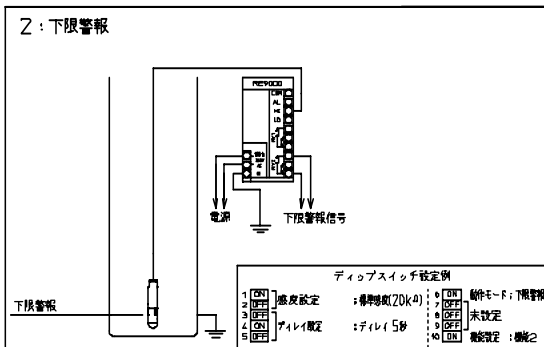 2:下限警報
ME9000
COM
AL
HI
LO
電源
下限警報信号
下限警報
ディップスイッチ設定例
1 ON 感度設定 :標準感度(20kΩ)
2 OFF
3 OFF ディレイ設定 :ディレイ 5秒
4 ON
5 OFF
6 ON 動作モード:下限警報
7 OFF 未設定
8 OFF
9 OFF
10 ON 機能設定:機能2